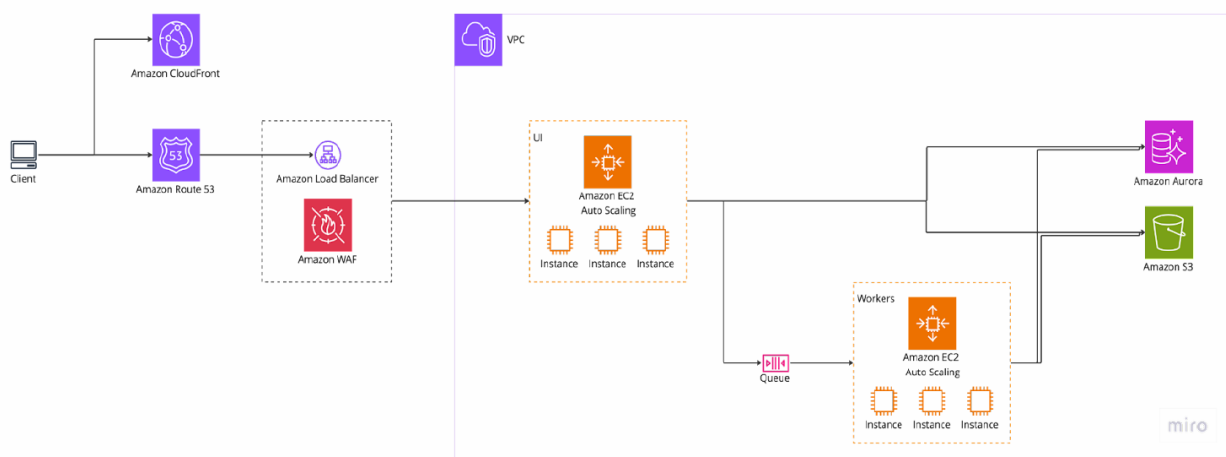 Amazon CloudFront
VPC
Client
53
Amazon Route 53
Amazon Load Balancer
Amazon WAF
UI
Amazon EC2
Auto Scaling
Instance
Instance
Instance
Amazon Aurora
Amazon S3
Queue
Workers
Amazon EC2
Auto Scaling
Instance
Instance
Instance
miro